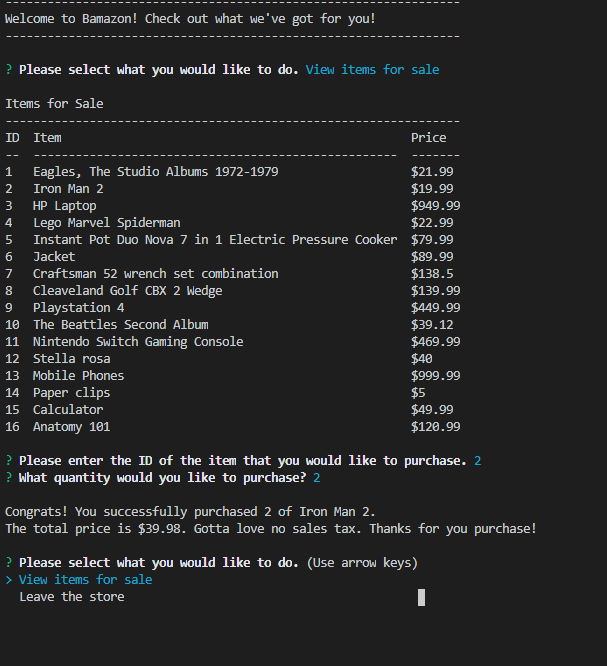 ----------------------------------------------------------------
Welcome to Bamazon! Check out what we've got for you!
----------------------------------------------------------------
? Please select what you would like to do. View items for sale
Items for Sale
----------------------------------------------------------------
ID  Item                                                  Price
--  ----------------------------------------------------  -------
1   Eagles, The Studio Albums 1972-1979                   $21.99
2   Iron Man 2                                            $19.99
3   HP Laptop                                             $949.99
4   Lego Marvel Spiderman                                 $22.99
5   Instant Pot Duo Nova 7 in 1 Electric Pressure Cooker  $79.99
6   Jacket                                                $89.99
7   Craftsman 52 wrench set combination                   $138.5
8   Cleaveland Golf CBX 2 Wedge                           $139.99
9   Playstation 4                                         $449.99
10  The Beattles Second Album                             $39.12
11  Nintendo Switch Gaming Console                        $469.99
12  Stella rosa                                           $40
13  Mobile Phones                                         $999.99
14  Paper clips                                           $5
15  Calculator                                            $49.99
16  Anatomy 101                                           $120.99
? Please enter the ID of the item that you would like to purchase. 2
? What quantity would you like to purchase? 2
Congrats! You successfully purchased 2 of Iron Man 2.
The total price is $39.98. Gotta love no sales tax. Thanks for you purchase!
? Please select what you would like to do. (Use arrow keys)
> View items for sale
  Leave the store